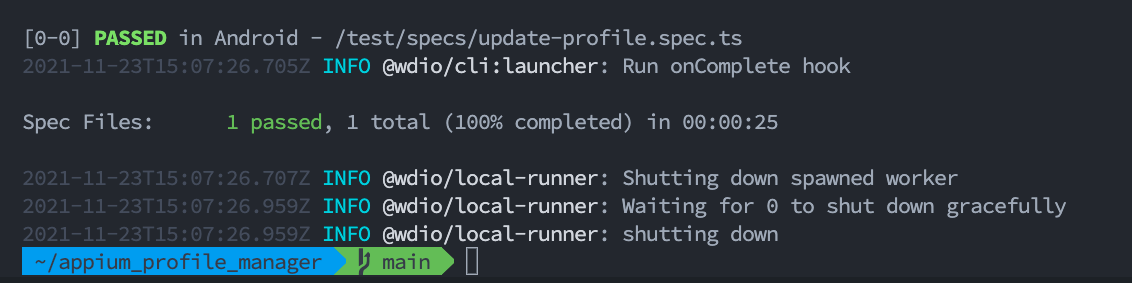 [0-0] PASSED in Android - /test/specs/update-profile.spec.ts
2021-11-23T15:07:26.705Z INFO @wdio/cli:launcher: Run onComplete hook
Spec Files:      1 passed, 1 total (100% completed) in 00:00:25
2021-11-23T15:07:26.707Z INFO @wdio/local-runner: Shutting down spawned worker
2021-11-23T15:07:26.959Z INFO @wdio/local-runner: Waiting for 0 to shut down gracefully
2021-11-23T15:07:26.959Z INFO @wdio/local-runner: shutting down
~/appium_profile_manager main